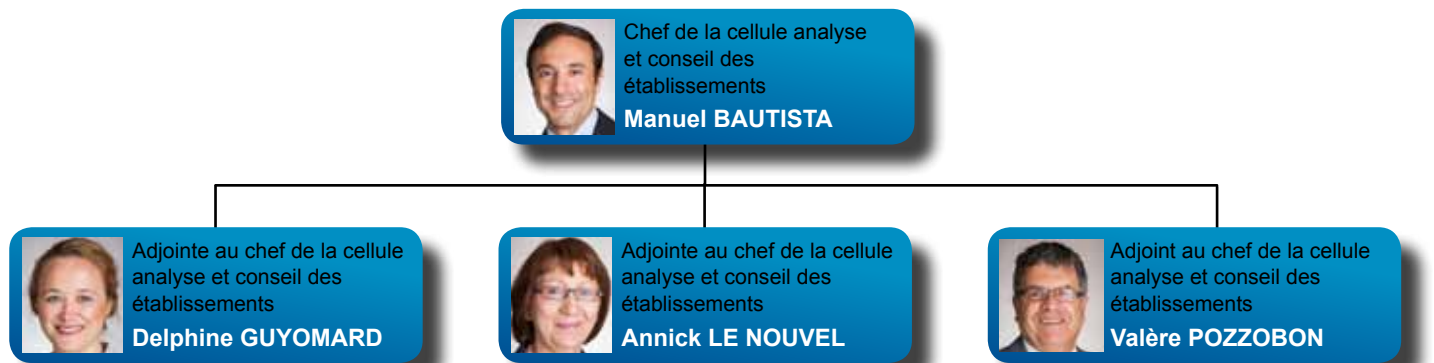 Chef de la cellule analyse
et conseil des
établissements
Manuel BAUTISTA
Adjointe au chef de la cellule
analyse et conseil des
établissements
Delphine GUYOMARD
Adjointe au chef de la cellule
analyse et conseil des
établissements
Annick LE NOUVEL
Adjoint au chef de la cellule
analyse et conseil des
établissements
Valère POZZOBON